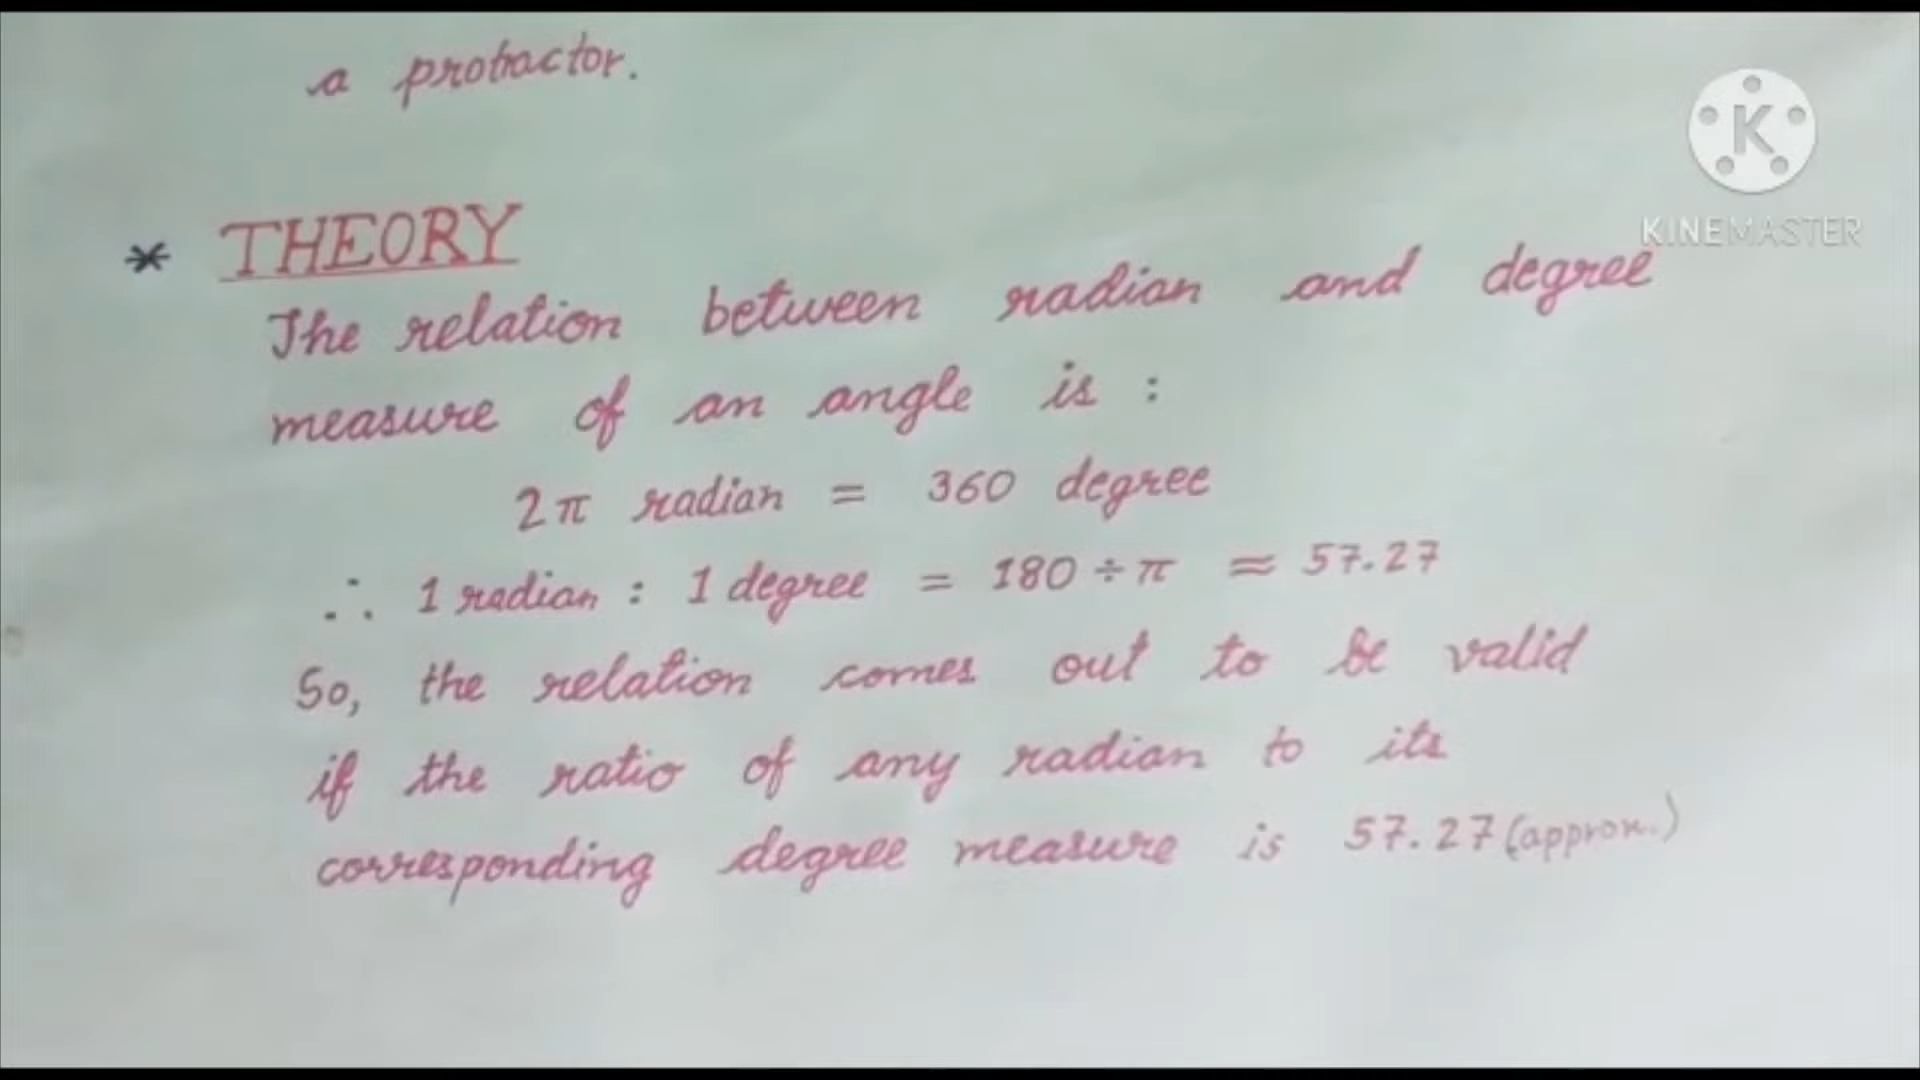 a protractor.
K
KINEMASTER
* THEORY
The relation between radian and degree
measure of an angle is :
2π radian = 360 degree
∴ 1 radian : 1 degree = 180 ÷ π ≈ 57.27
So, the relation comes out to be valid
if the ratio of any radian to its
corresponding degree measure is 57.27 (approx.)